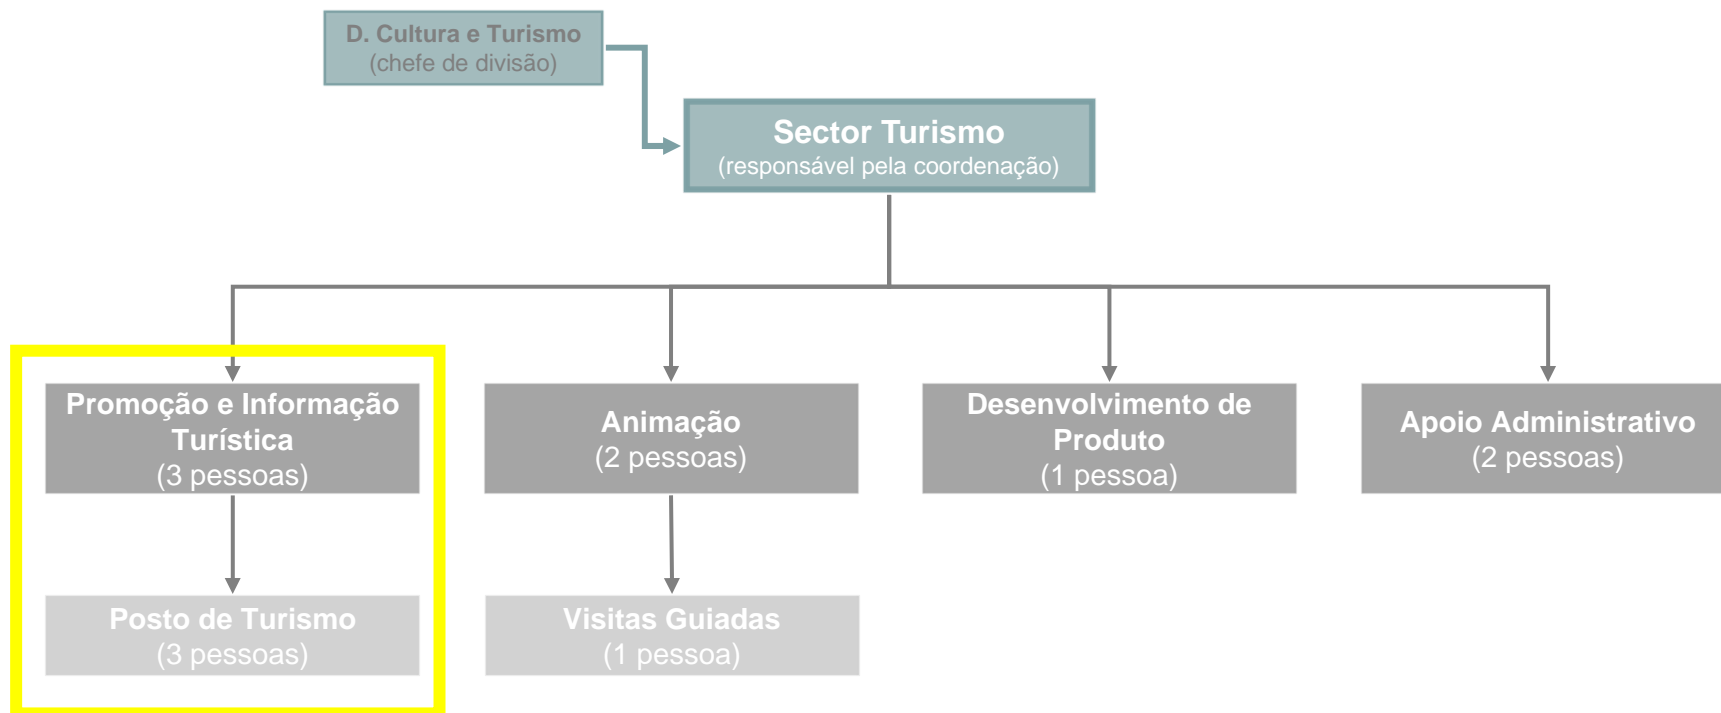 D. Cultura e Turismo
(chefe de divisão)
Sector Turismo
(responsável pela coordenação)
Promoção e Informação
Turística
(3 pessoas)
Animação
(2 pessoas)
Desenvolvimento de
Produto
(1 pessoa)
Apoio Administrativo
(2 pessoas)
Posto de Turismo
(3 pessoas)
Visitas Guiadas
(1 pessoa)